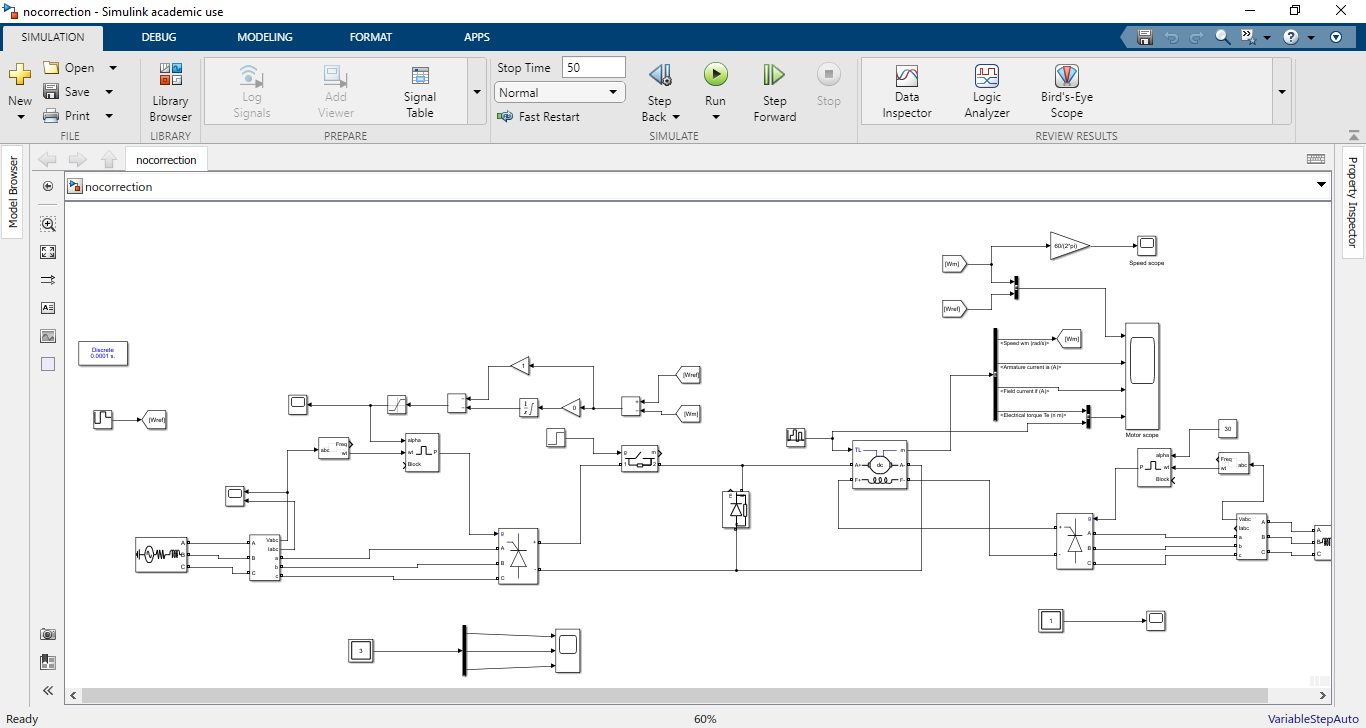 nocorrection - Simulink academic use
SIMULATION DEBUG MODELING FORMAT APPS
New
Open
Save
Print
FILE
Library Browser
LIBRARY
Log Signals
Add Viewer
Signal Table
PREPARE
Stop Time 50
Normal
Fast Restart
Step Back
Run
Step Forward
Stop
SIMULATE
Data Inspector
Logic Analyzer
Bird's-Eye Scope
REVIEW RESULTS
Model Browser
nocorrection
nocorrection
Property Inspector
[Wm]
60/(2*pi)
Speed scope
[Wref]
<Speed wm (rad/s)>
[Wm]
<Armature current ia (A)>
<Field current if (A)>
<Electrical torque Te (n m)>
Motor scope
Discrete
0.0001 s.
[Wref]
1
[Wref]
1
s
0
[Wm]
abc
Freq
wt
alpha
wt
Block
P
g
m
1
2
TL
m
A+
dc
A-
F+
F-
30
alpha
wt
Block
P
Freq
wt
abc
E
A
B
C
A
B
C
Vabc
Iabc
a
b
c
g
A
B
C
+
-
+
-
g
A
B
C
Vabc
Iabc
a
b
c
A
B
C
A
B
C
3
1
Ready
60%
VariableStepAuto